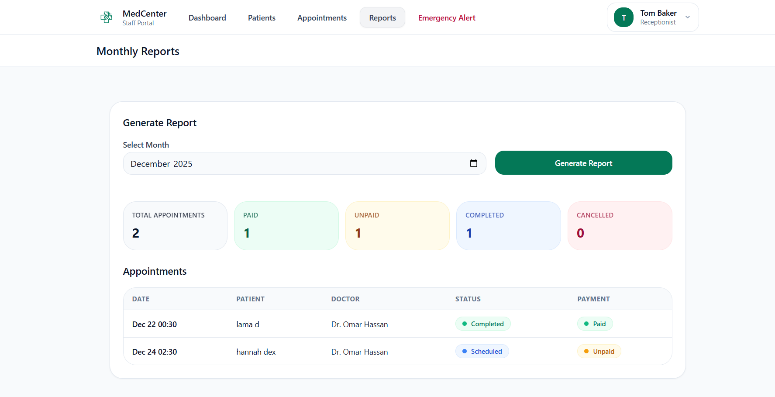 MedCenter
Staff Portal
Dashboard
Patients
Appointments
Reports
Emergency Alert
T
Tom Baker
Receptionist
Monthly Reports
Generate Report
Select Month
December 2025
Generate Report
TOTAL APPOINTMENTS
2
PAID
1
UNPAID
1
COMPLETED
1
CANCELLED
0
Appointments
DATE PATIENT DOCTOR STATUS PAYMENT
Dec 22 00:30 lama d Dr. Omar Hassan Completed Paid
Dec 24 02:30 hannah dex Dr. Omar Hassan Scheduled Unpaid